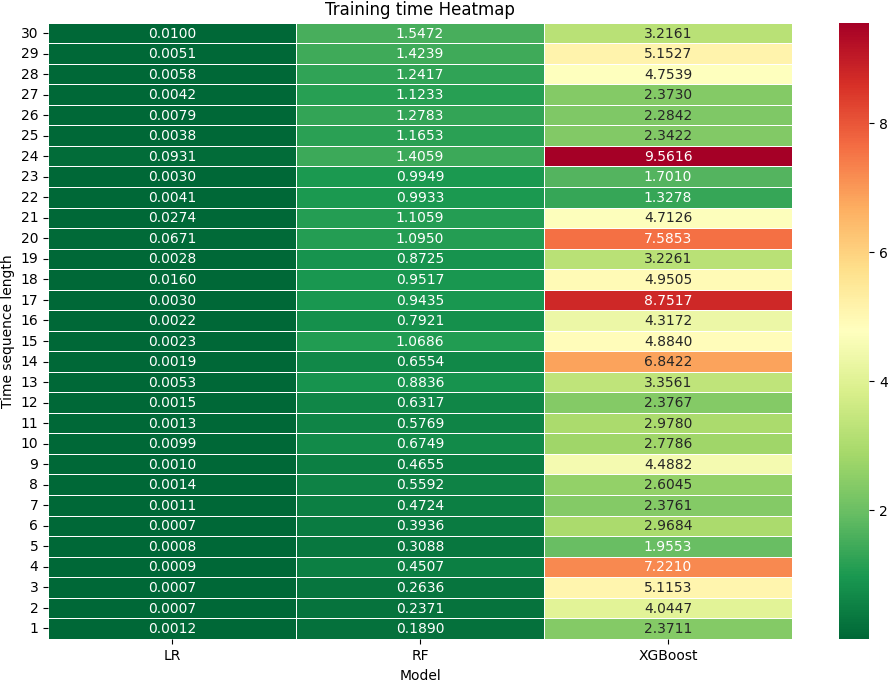 Training time Heatmap
30 0.0100 1.5472 3.2161
29 0.0051 1.4239 5.1527
28 0.0058 1.2417 4.7539
27 0.0042 1.1233 2.3730
26 0.0079 1.2783 2.2842
25 0.0038 1.1653 2.3422
24 0.0931 1.4059 9.5616
23 0.0030 0.9949 1.7010
22 0.0041 0.9933 1.3278
21 0.0274 1.1059 4.7126
20 0.0671 1.0950 7.5853
19 0.0028 0.8725 3.2261
18 0.0160 0.9517 4.9505
17 0.0030 0.9435 8.7517
16 0.0022 0.7921 4.3172
15 0.0023 1.0686 4.8840
14 0.0019 0.6554 6.8422
13 0.0053 0.8836 3.3561
12 0.0015 0.6317 2.3767
11 0.0013 0.5769 2.9780
10 0.0099 0.6749 2.7786
9 0.0010 0.4655 4.4882
8 0.0014 0.5592 2.6045
7 0.0011 0.4724 2.3761
6 0.0007 0.3936 2.9684
5 0.0008 0.3088 1.9553
4 0.0009 0.4507 7.2210
3 0.0007 0.2636 5.1153
2 0.0007 0.2371 4.0447
1 0.0012 0.1890 2.3711
Time sequence length
LR RF XGBoost
Model
8
6
4
2